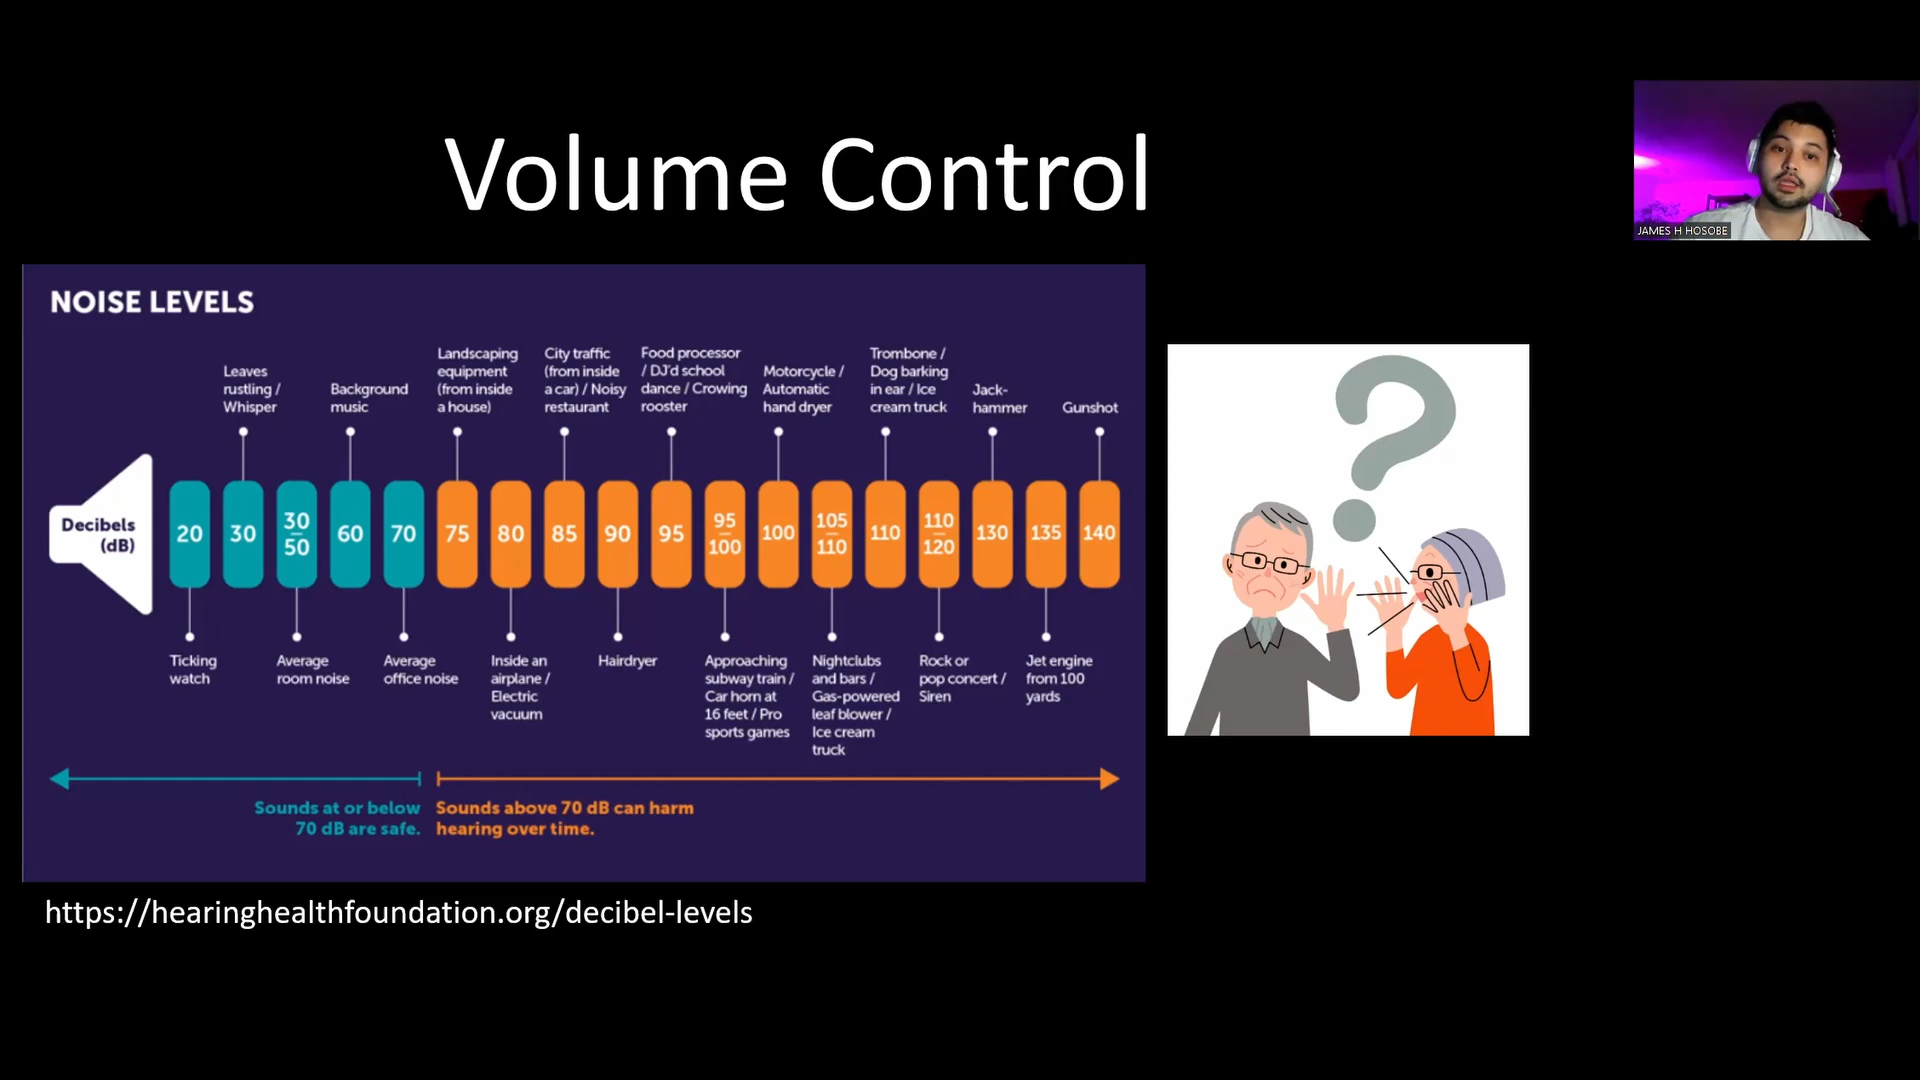 Volume Control
JAMES H HOSOBE
NOISE LEVELS
Leaves
rustling /
Whisper
Background
music
Landscaping
equipment
(from inside
a house)
City traffic
(from inside
a car) / Noisy
restaurant
Food processor
/ DJ'd school
dance / Crowing
rooster
Motorcycle /
Automatic
hand dryer
Trombone /
Dog barking
in ear / Ice
cream truck
Jack-
hammer
Gunshot
Decibels
(dB)
20
30
30
50
60
70
75
80
85
90
95
95
100
100
105
110
110
110
120
130
135
140
Ticking
watch
Average
room noise
Average
office noise
Inside an
airplane /
Electric
vacuum
Hairdryer
Approaching
subway train /
Car horn at
16 feet / Pro
sports games
Nightclubs
and bars /
Gas-powered
leaf blower /
Ice cream
truck
Rock or
pop concert /
Siren
Jet engine
from 100
yards
Sounds at or below
70 dB are safe.
Sounds above 70 dB can harm
hearing over time.
https://hearinghealthfoundation.org/decibel-levels